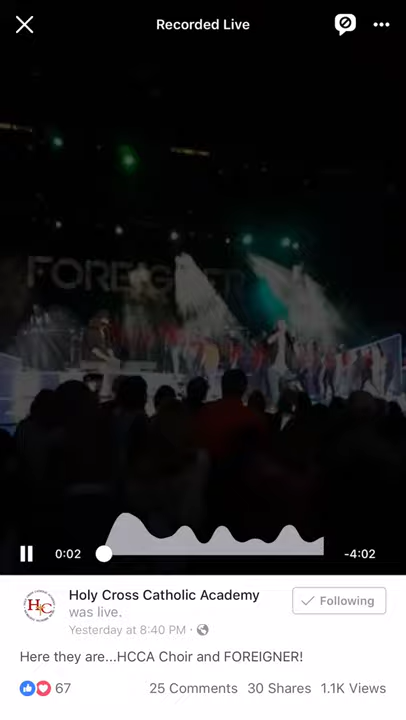 Recorded Live
FOREIGNER
0:02
-4:02
Holy Cross Catholic Academy
was live.
Following
Yesterday at 8:40 PM ·
Here they are...HCCA Choir and FOREIGNER!
67
25 Comments 30 Shares 1.1K Views